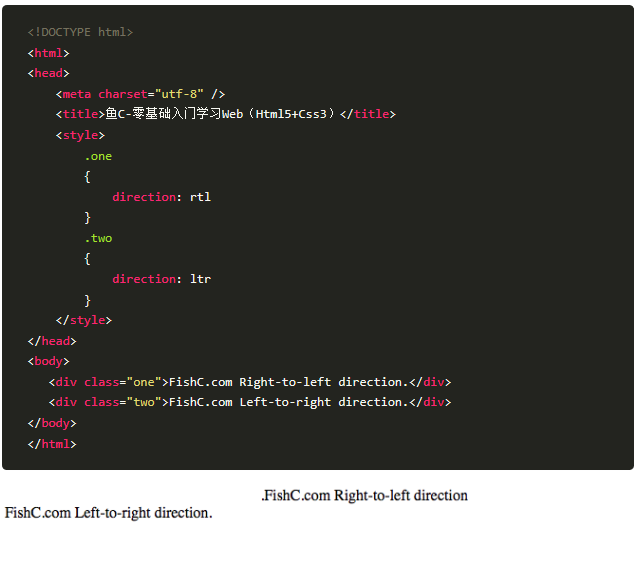 <!DOCTYPE html>
<html>
<head>
    <meta charset="utf-8" />
    <title>鱼C-零基础入门学习Web（Html5+Css3）</title>
    <style>
        .one
        {
            direction: rtl
        }
        .two
        {
            direction: ltr
        }
    </style>
</head>
<body>
   <div class="one">FishC.com Right-to-left direction.</div>
   <div class="two">FishC.com Left-to-right direction.</div>
</body>
</html>
.FishC.com Right-to-left direction
FishC.com Left-to-right direction.